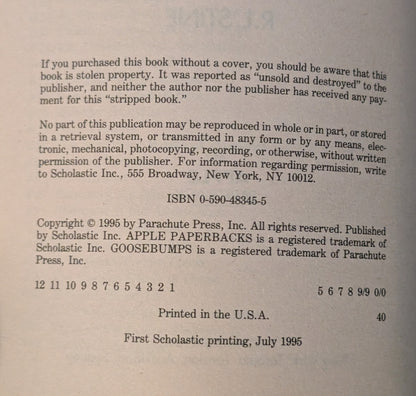 If you purchased this book without a cover, you should be aware that this
book is stolen property. It was reported as “unsold and destroyed” to the
publisher, and neither the author nor the publisher has received any pay-
ment for this “stripped book.”
No part of this publication may be reproduced in whole or in part, or stored
in a retrieval system, or transmitted in any form or by any means, elec-
tronic, mechanical, photocopying, recording, or otherwise, without written
permission of the publisher. For information regarding permission, write
to Scholastic Inc., 555 Broadway, New York, NY 10012.
ISBN 0-590-48345-5
Copyright © 1995 by Parachute Press, Inc. All rights reserved. Published
by Scholastic Inc. APPLE PAPERBACKS is a registered trademark of
Scholastic Inc. GOOSEBUMPS is a registered trademark of Parachute
Press, Inc.
12 11 10 9 8 7 6 5 4 3 2 1 5 6 7 8 9/9 0/0
Printed in the U.S.A. 40
First Scholastic printing, July 1995